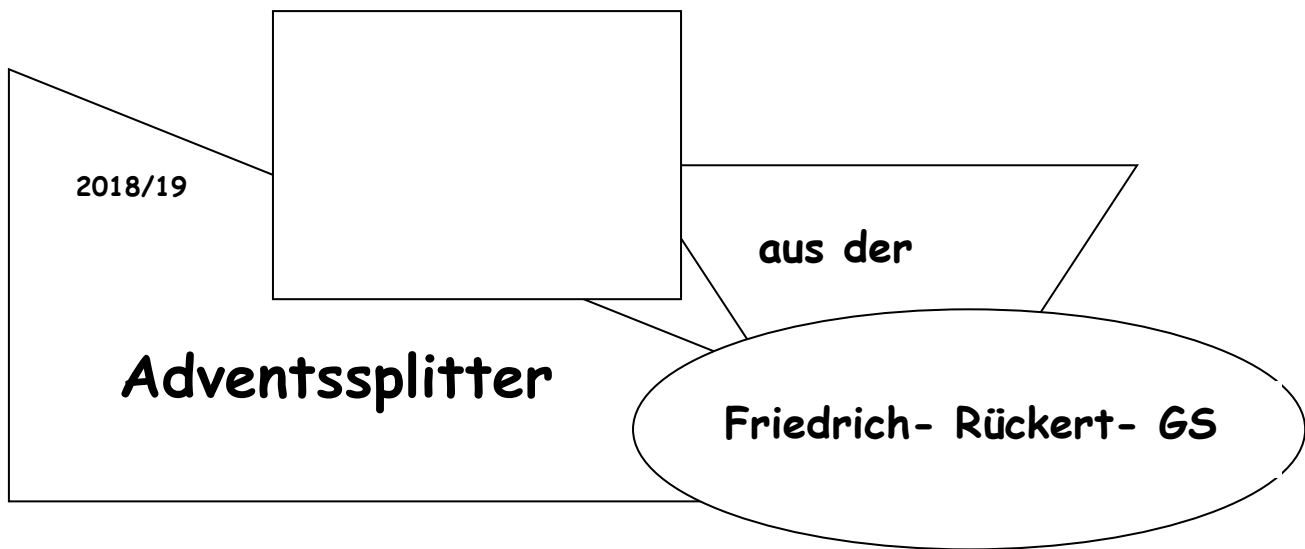 2018/19
aus der
Adventssplitter
Friedrich- Rückert- GS